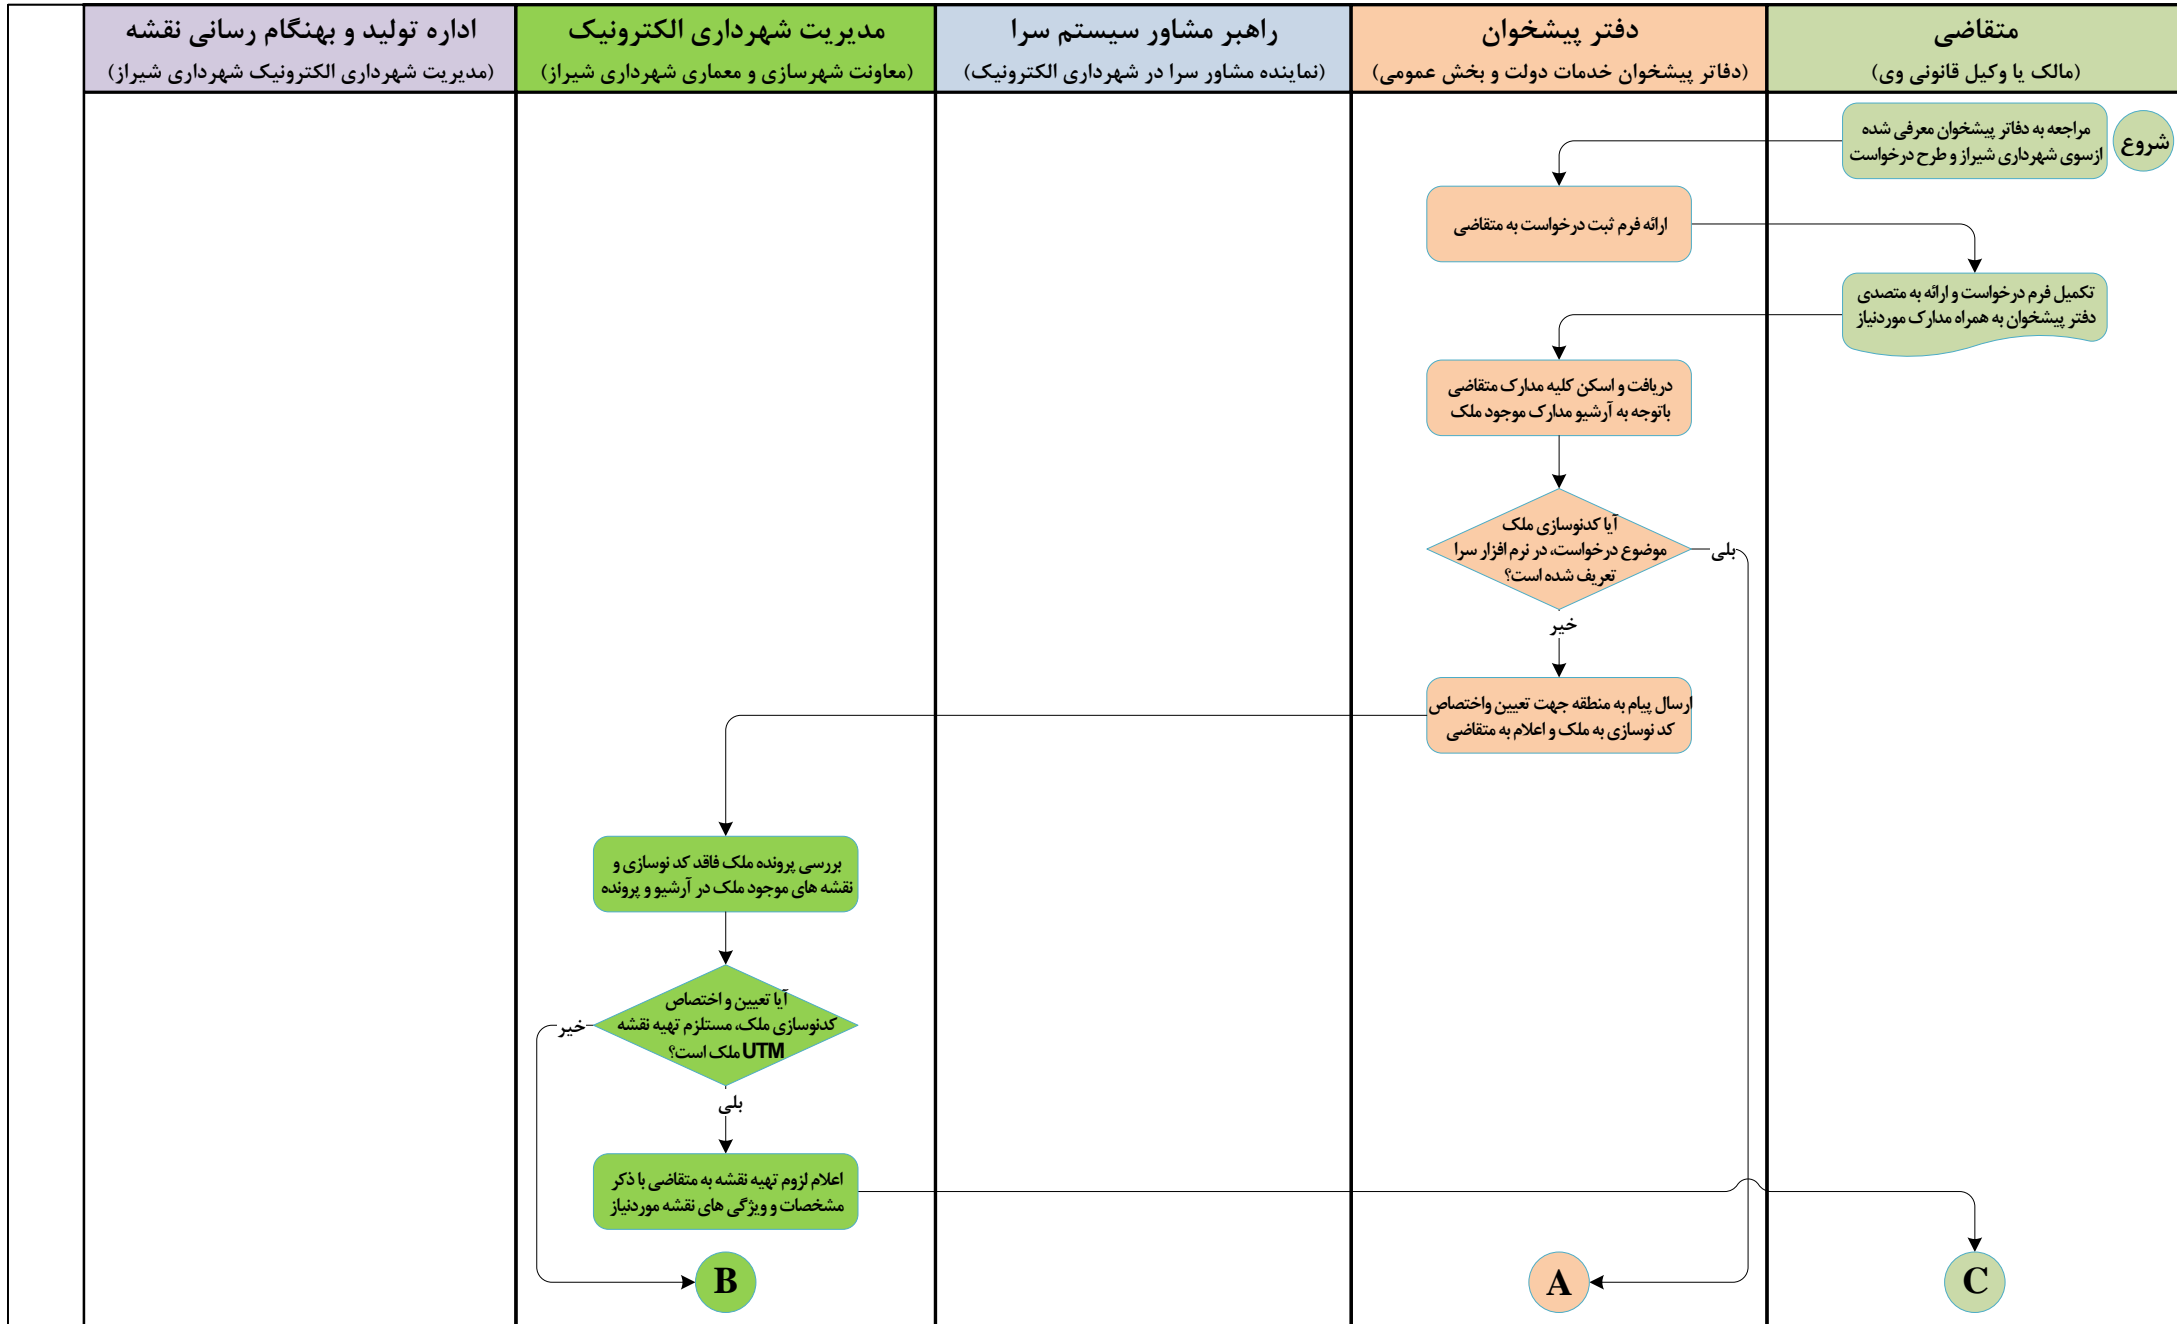 متقاضی
(مالک یا وکیل قانونی وی)
دفتر پیشخوان
(دفاتر پیشخوان خدمات دولت و بخش عمومی)
راهبر مشاور سیستم سرا
(نماینده مشاور سرا در شهرداری الکترونیک)
مدیریت شهرداری الکترونیک
(معاونت شهرسازی و معماری شهرداری شیراز)
اداره تولید و بهنگام رسانی نقشه
(مدیریت شهرداری الکترونیک شهرداری شیراز)
شروع
مراجعه به دفاتر پیشخوان معرفی شده
ازسوی شهرداری شیراز و طرح درخواست
ارائه فرم ثبت درخواست به متقاضی
تکمیل فرم درخواست و ارائه به متصدی
دفتر پیشخوان به همراه مدارک موردنیاز
دریافت و اسکن کلیه مدارک متقاضی
باتوجه به آرشیو مدارک موجود ملک
آیا کدنوسازی ملک
موضوع درخواست، در نرم افزار سرا
تعریف شده است؟
بلی
خیر
ارسال پیام به منطقه جهت تعیین واختصاص
کد نوسازی به ملک و اعلام به متقاضی
بررسی پرونده ملک فاقد کد نوسازی و
نقشه های موجود ملک در آرشیو و پرونده
آیا تعیین و اختصاص
کدنوسازی ملک، مستلزم تهیه نقشه
UTM ملک است؟
خیر
بلی
اعلام لزوم تهیه نقشه به متقاضی با ذکر
مشخصات و ویژگی های نقشه موردنیاز
C
A
B